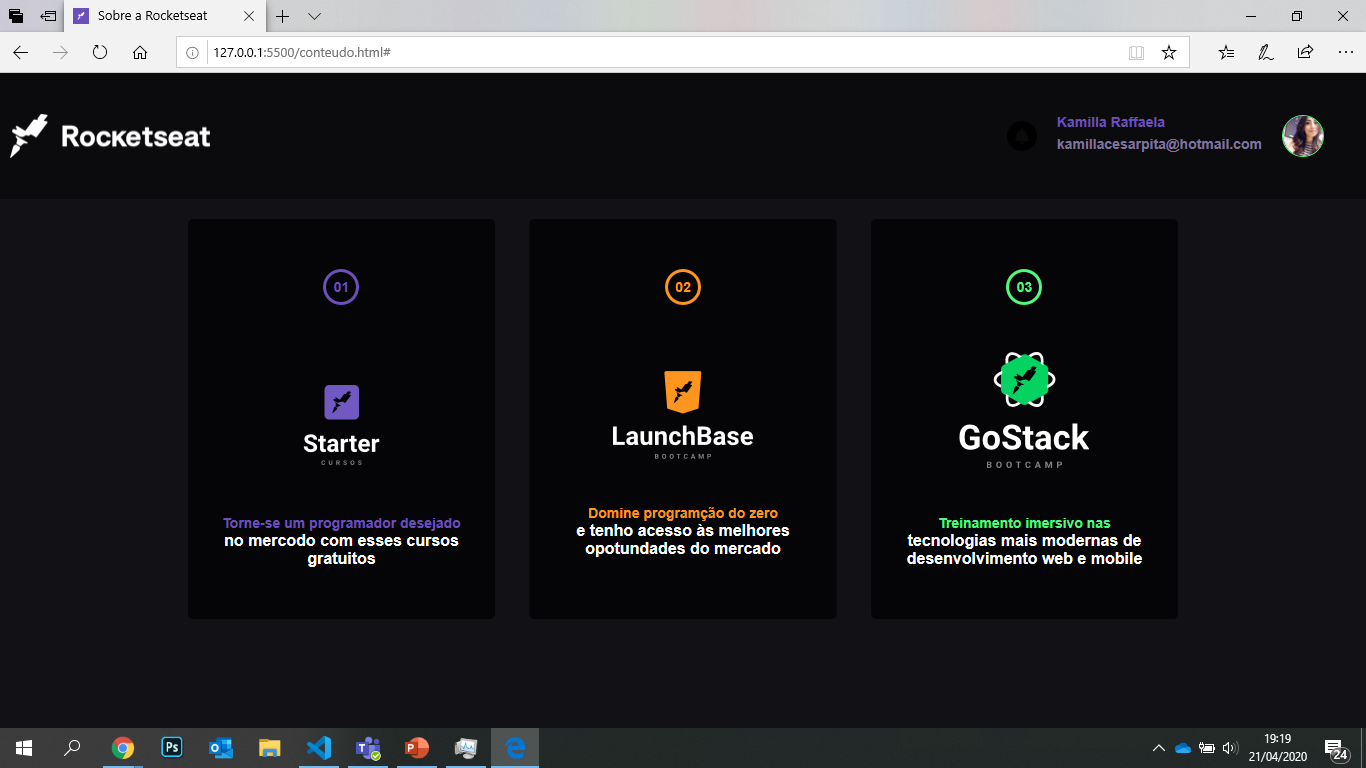 Sobre a Rocketseat
127.0.0.1:5500/conteudo.html#
Rocketseat
Kamilla Raffaela
kamillacesarpita@hotmail.com
01
Starter
CURSOS
Torne-se um programador desejado
no mercodo com esses cursos
gratuitos
02
LaunchBase
BOOTCAMP
Domine programção do zero
e tenho acesso às melhores
opotundades do mercado
03
GoStack
BOOTCAMP
Treinamento imersivo nas
tecnologias mais modernas de
desenvolvimento web e mobile
Ps
19:19
21/04/2020
24